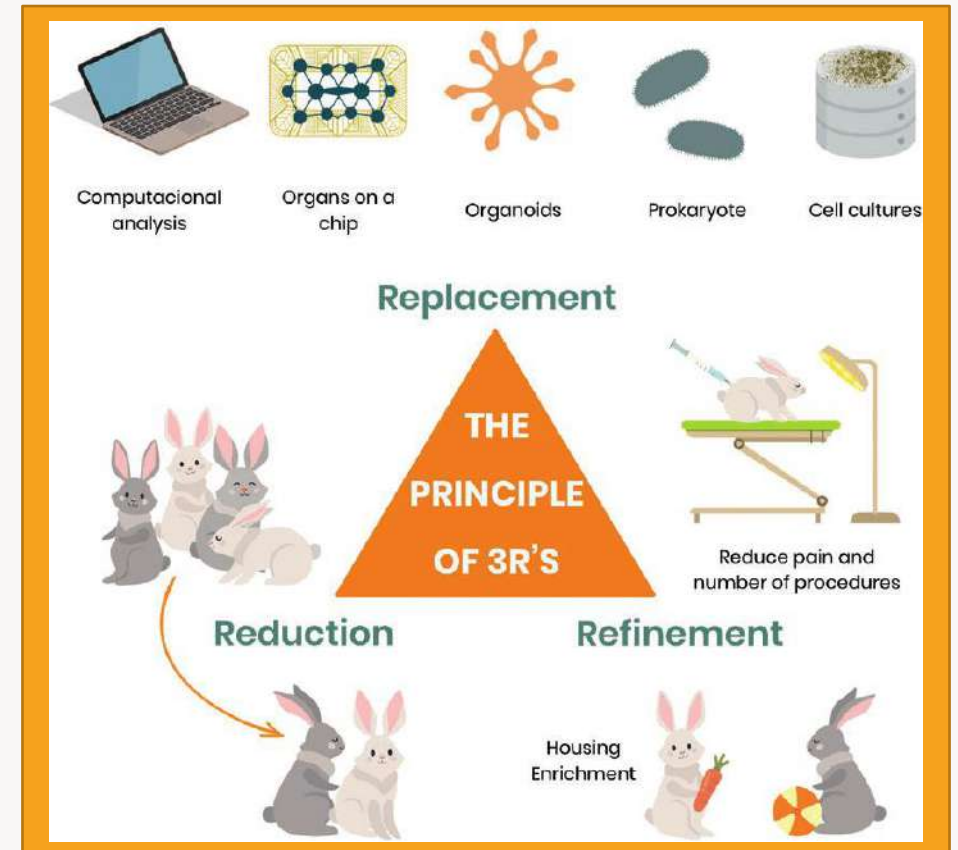 Computacional
analysis
Organs on a
chip
Organoids
Prokaryote
Cell cultures
Replacement
THE
PRINCIPLE
OF 3R'S
Reduce pain and
number of procedures
Reduction
Refinement
Housing
Enrichment